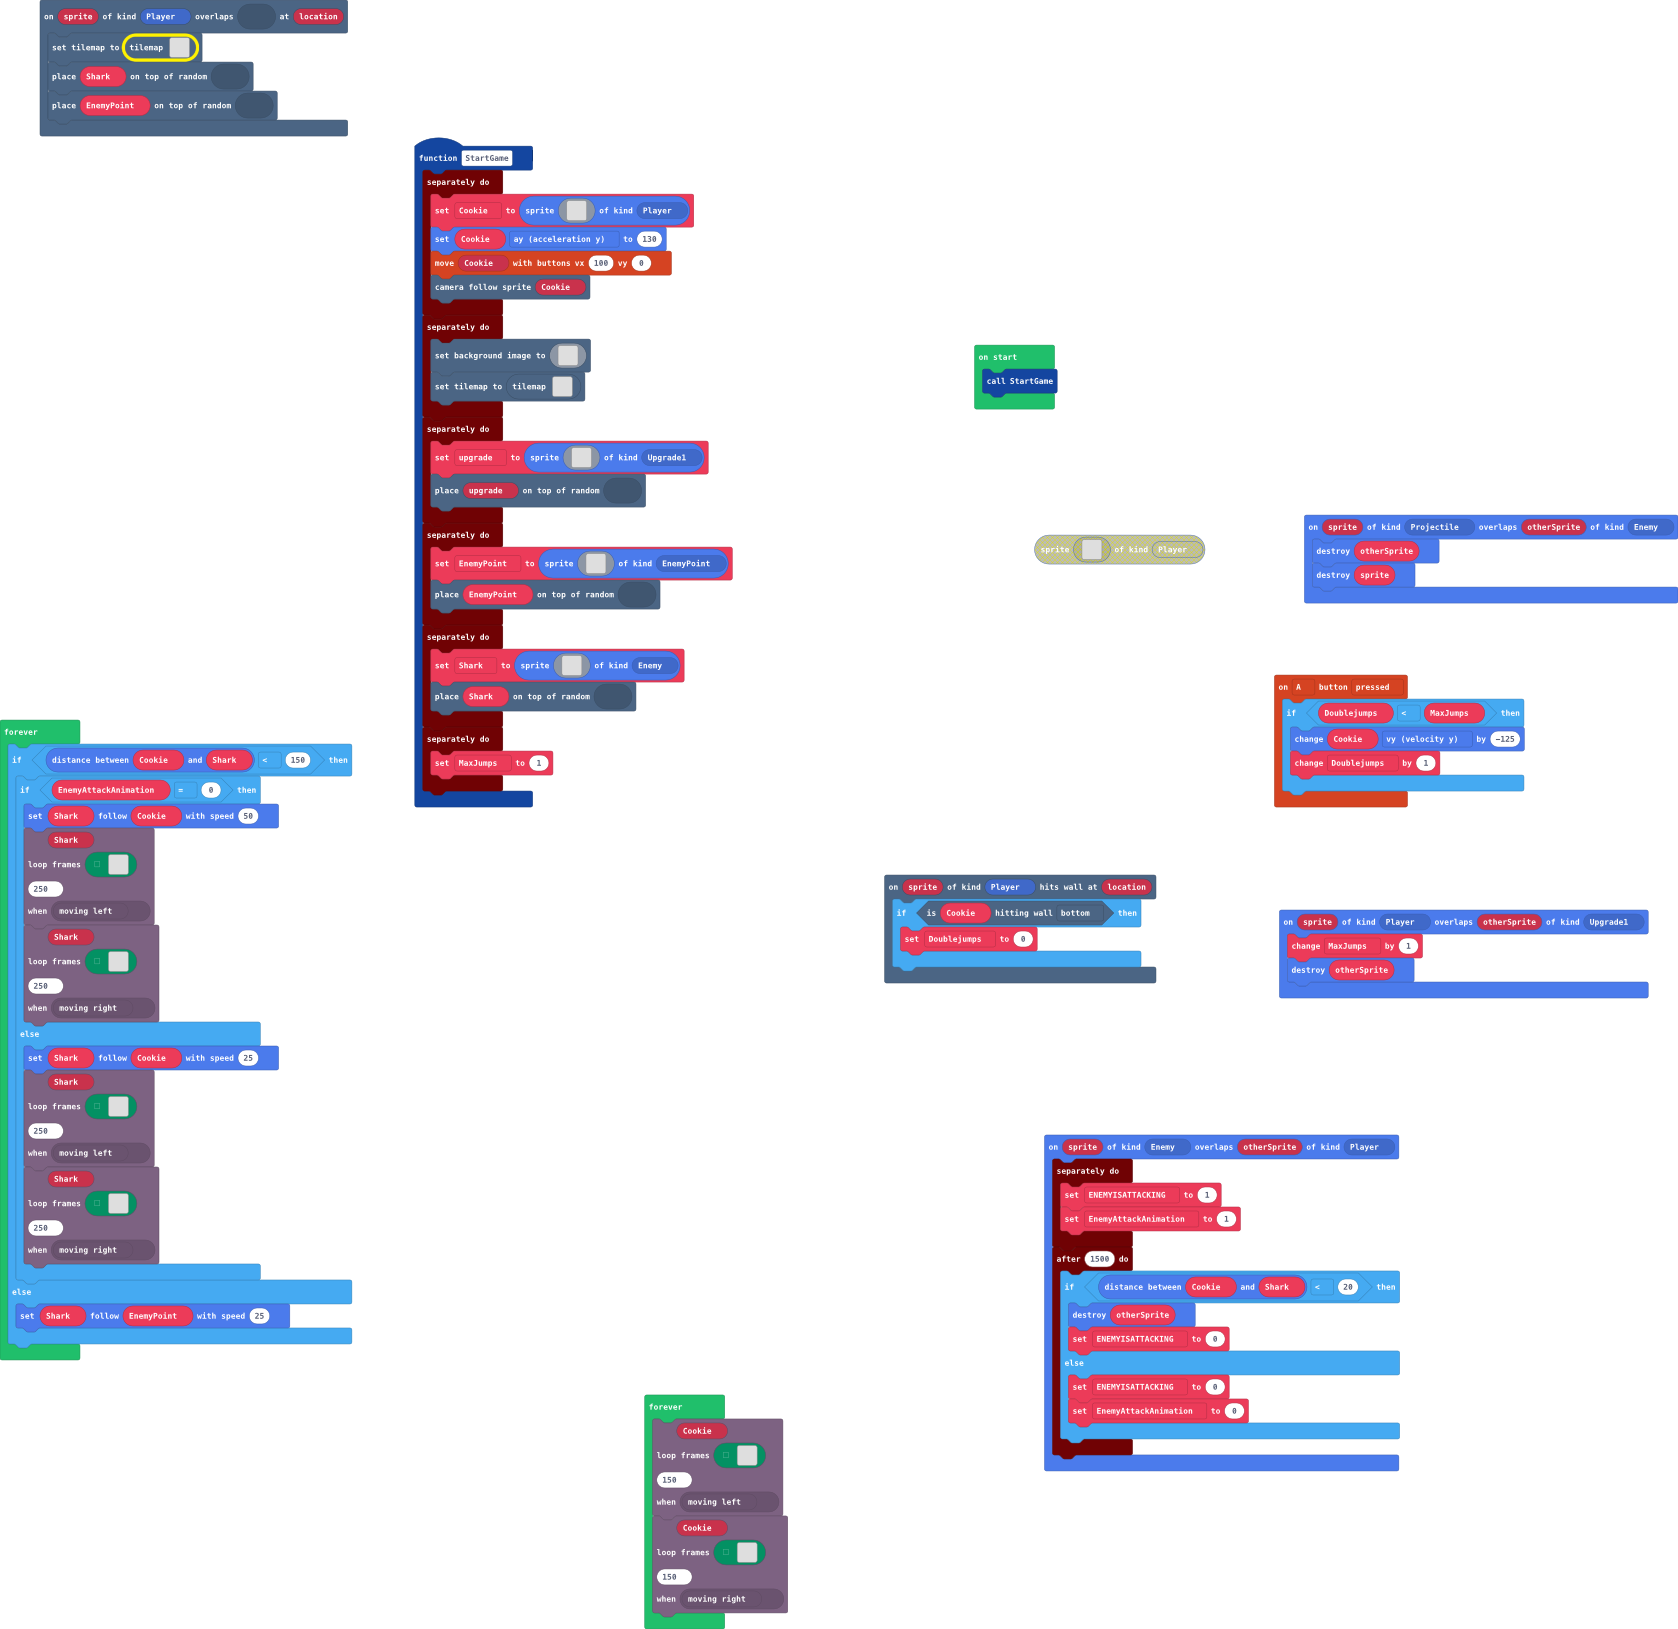 on sprite of kind Player overlaps at location
set tilemap to tilemap
place Shark on top of random
place EnemyPoint on top of random
function StartGame
separately do
set Cookie to sprite of kind Player
set Cookie ay (acceleration y) to 130
move Cookie with buttons vx 100 vy 0
camera follow sprite Cookie
separately do
set background image to
set tilemap to tilemap
separately do
set upgrade to sprite of kind Upgrade1
place upgrade on top of random
separately do
set EnemyPoint to sprite of kind EnemyPoint
place EnemyPoint on top of random
separately do
set Shark to sprite of kind Enemy
place Shark on top of random
separately do
set MaxJumps to 1
on start
call StartGame
sprite of kind Player
on sprite of kind Projectile overlaps otherSprite of kind Enemy
destroy otherSprite
destroy sprite
on A button pressed
if Doublejumps < MaxJumps then
change Cookie vy (velocity y) by -125
change Doublejumps by 1
forever
if distance between Cookie and Shark < 150 then
if EnemyAttackAnimation = 0 then
set Shark follow Cookie with speed 50
Shark
loop frames
250
when moving left
Shark
loop frames
250
when moving right
else
set Shark follow Cookie with speed 25
Shark
loop frames
250
when moving left
Shark
loop frames
250
when moving right
else
set Shark follow EnemyPoint with speed 25
on sprite of kind Player hits wall at location
if is Cookie hitting wall bottom then
set Doublejumps to 0
on sprite of kind Player overlaps otherSprite of kind Upgrade1
change MaxJumps by 1
destroy otherSprite
on sprite of kind Enemy overlaps otherSprite of kind Player
separately do
set ENEMYISATTACKING to 1
set EnemyAttackAnimation to 1
after 1500 do
if distance between Cookie and Shark < 20 then
destroy otherSprite
set ENEMYISATTACKING to 0
else
set ENEMYISATTACKING to 0
set EnemyAttackAnimation to 0
forever
Cookie
loop frames
150
when moving left
Cookie
loop frames
150
when moving right